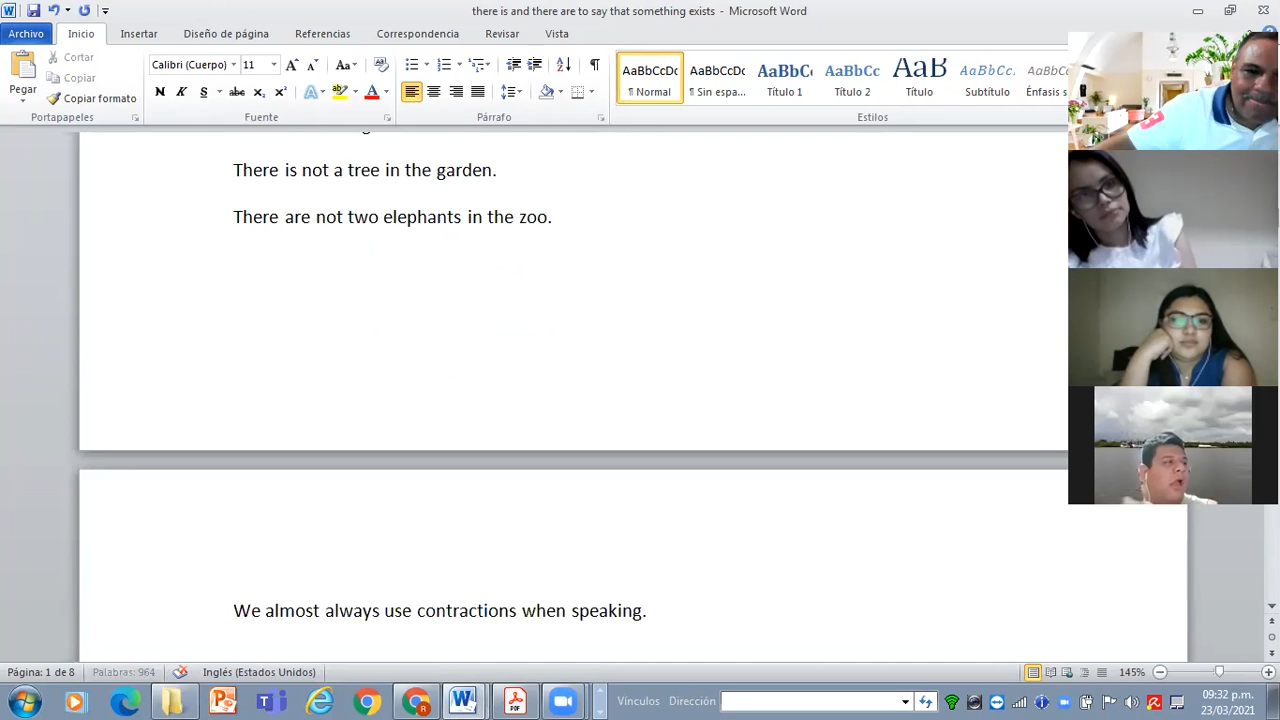 there is and there are to say that something exists - Microsoft Word
Archivo Inicio Insertar Diseño de página Referencias Correspondencia Revisar Vista
Pegar
Cortar
Copiar
Copiar formato
Portapapeles
Calibri (Cuerpo) 11
N K S abc x₂ x²
Fuente
Párrafo
AaBbCcDc AaBbCcDc AaBbC AaBbCc AaB AaBbCc. AaBbCcDc
¶ Normal ¶ Sin espa... Título 1 Título 2 Título Subtítulo Énfasis s
Estilos
There is not a tree in the garden.
There are not two elephants in the zoo.
We almost always use contractions when speaking.
Página: 1 de 8 Palabras: 964 Inglés (Estados Unidos) 145%
Vínculos Dirección
09:32 p.m.
23/03/2021